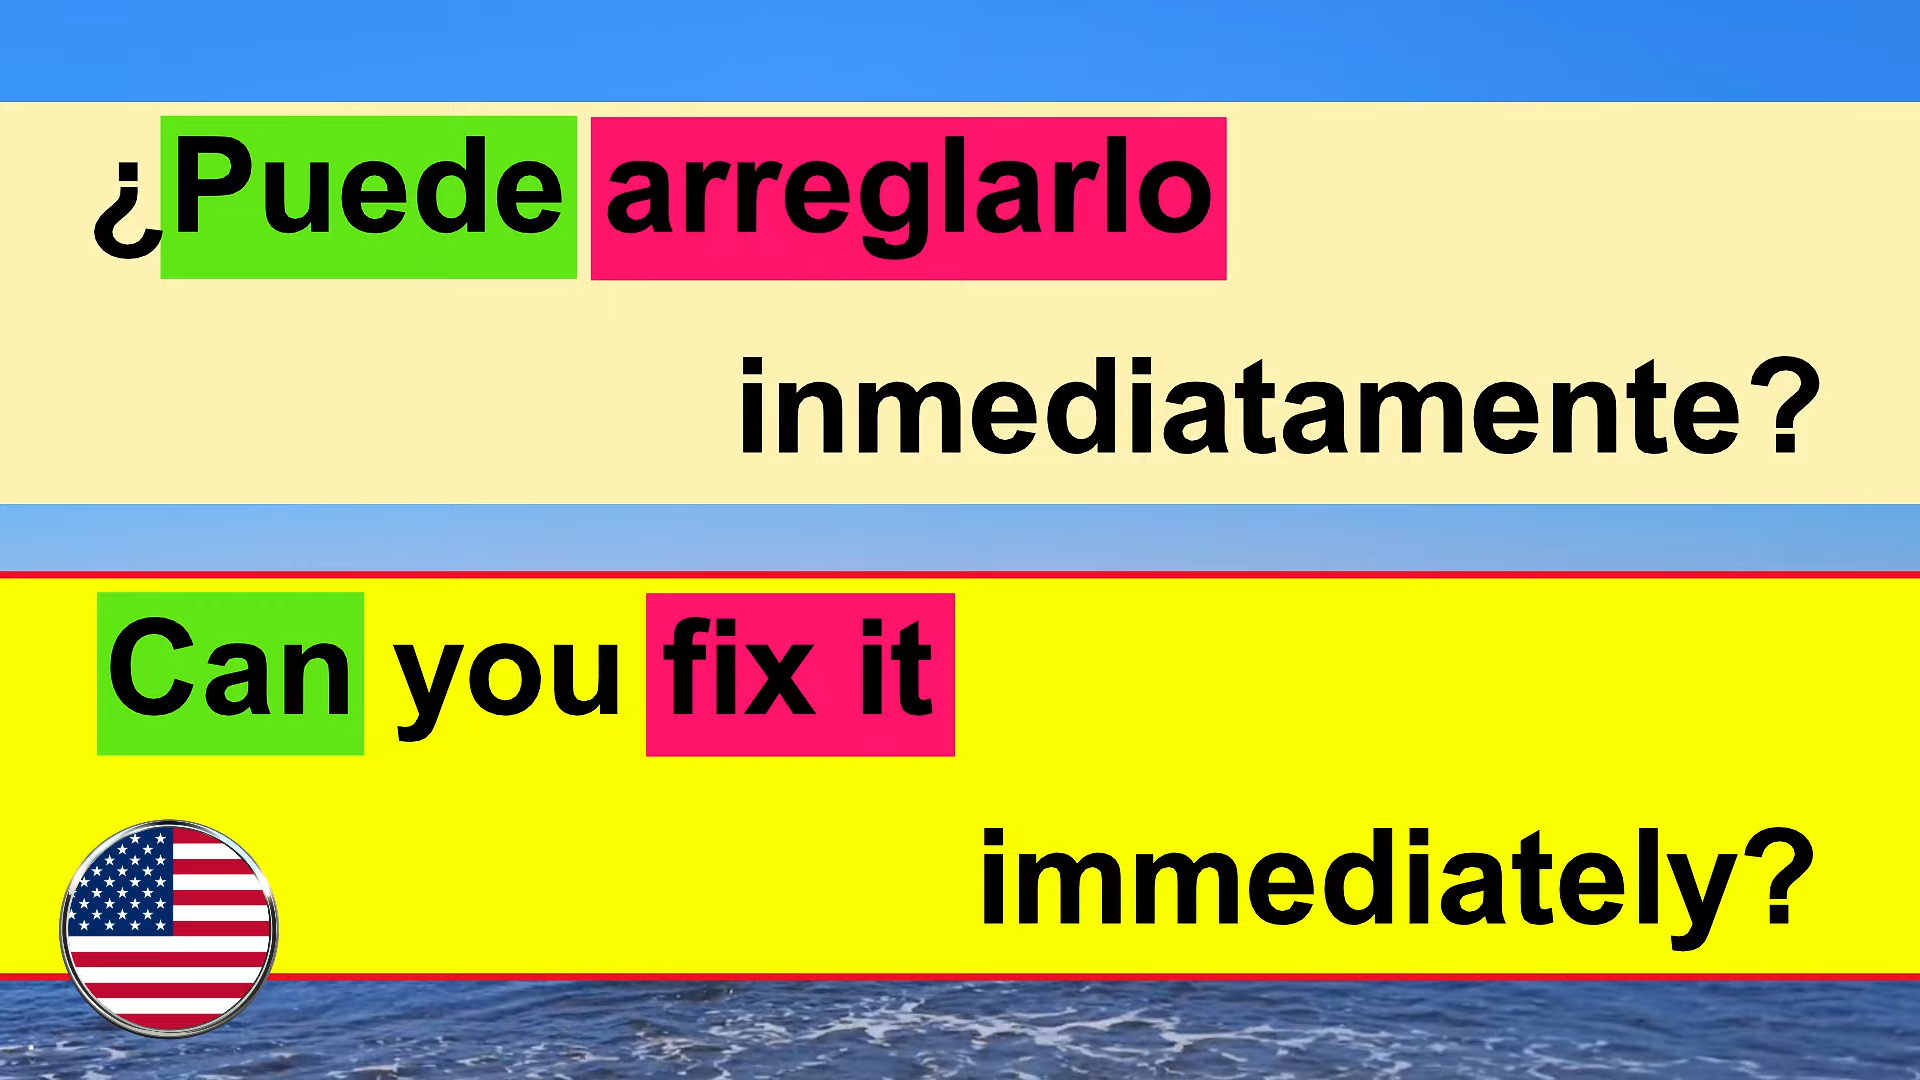 ¿Puede arreglarlo
inmediatamente?
Can you fix it
immediately?